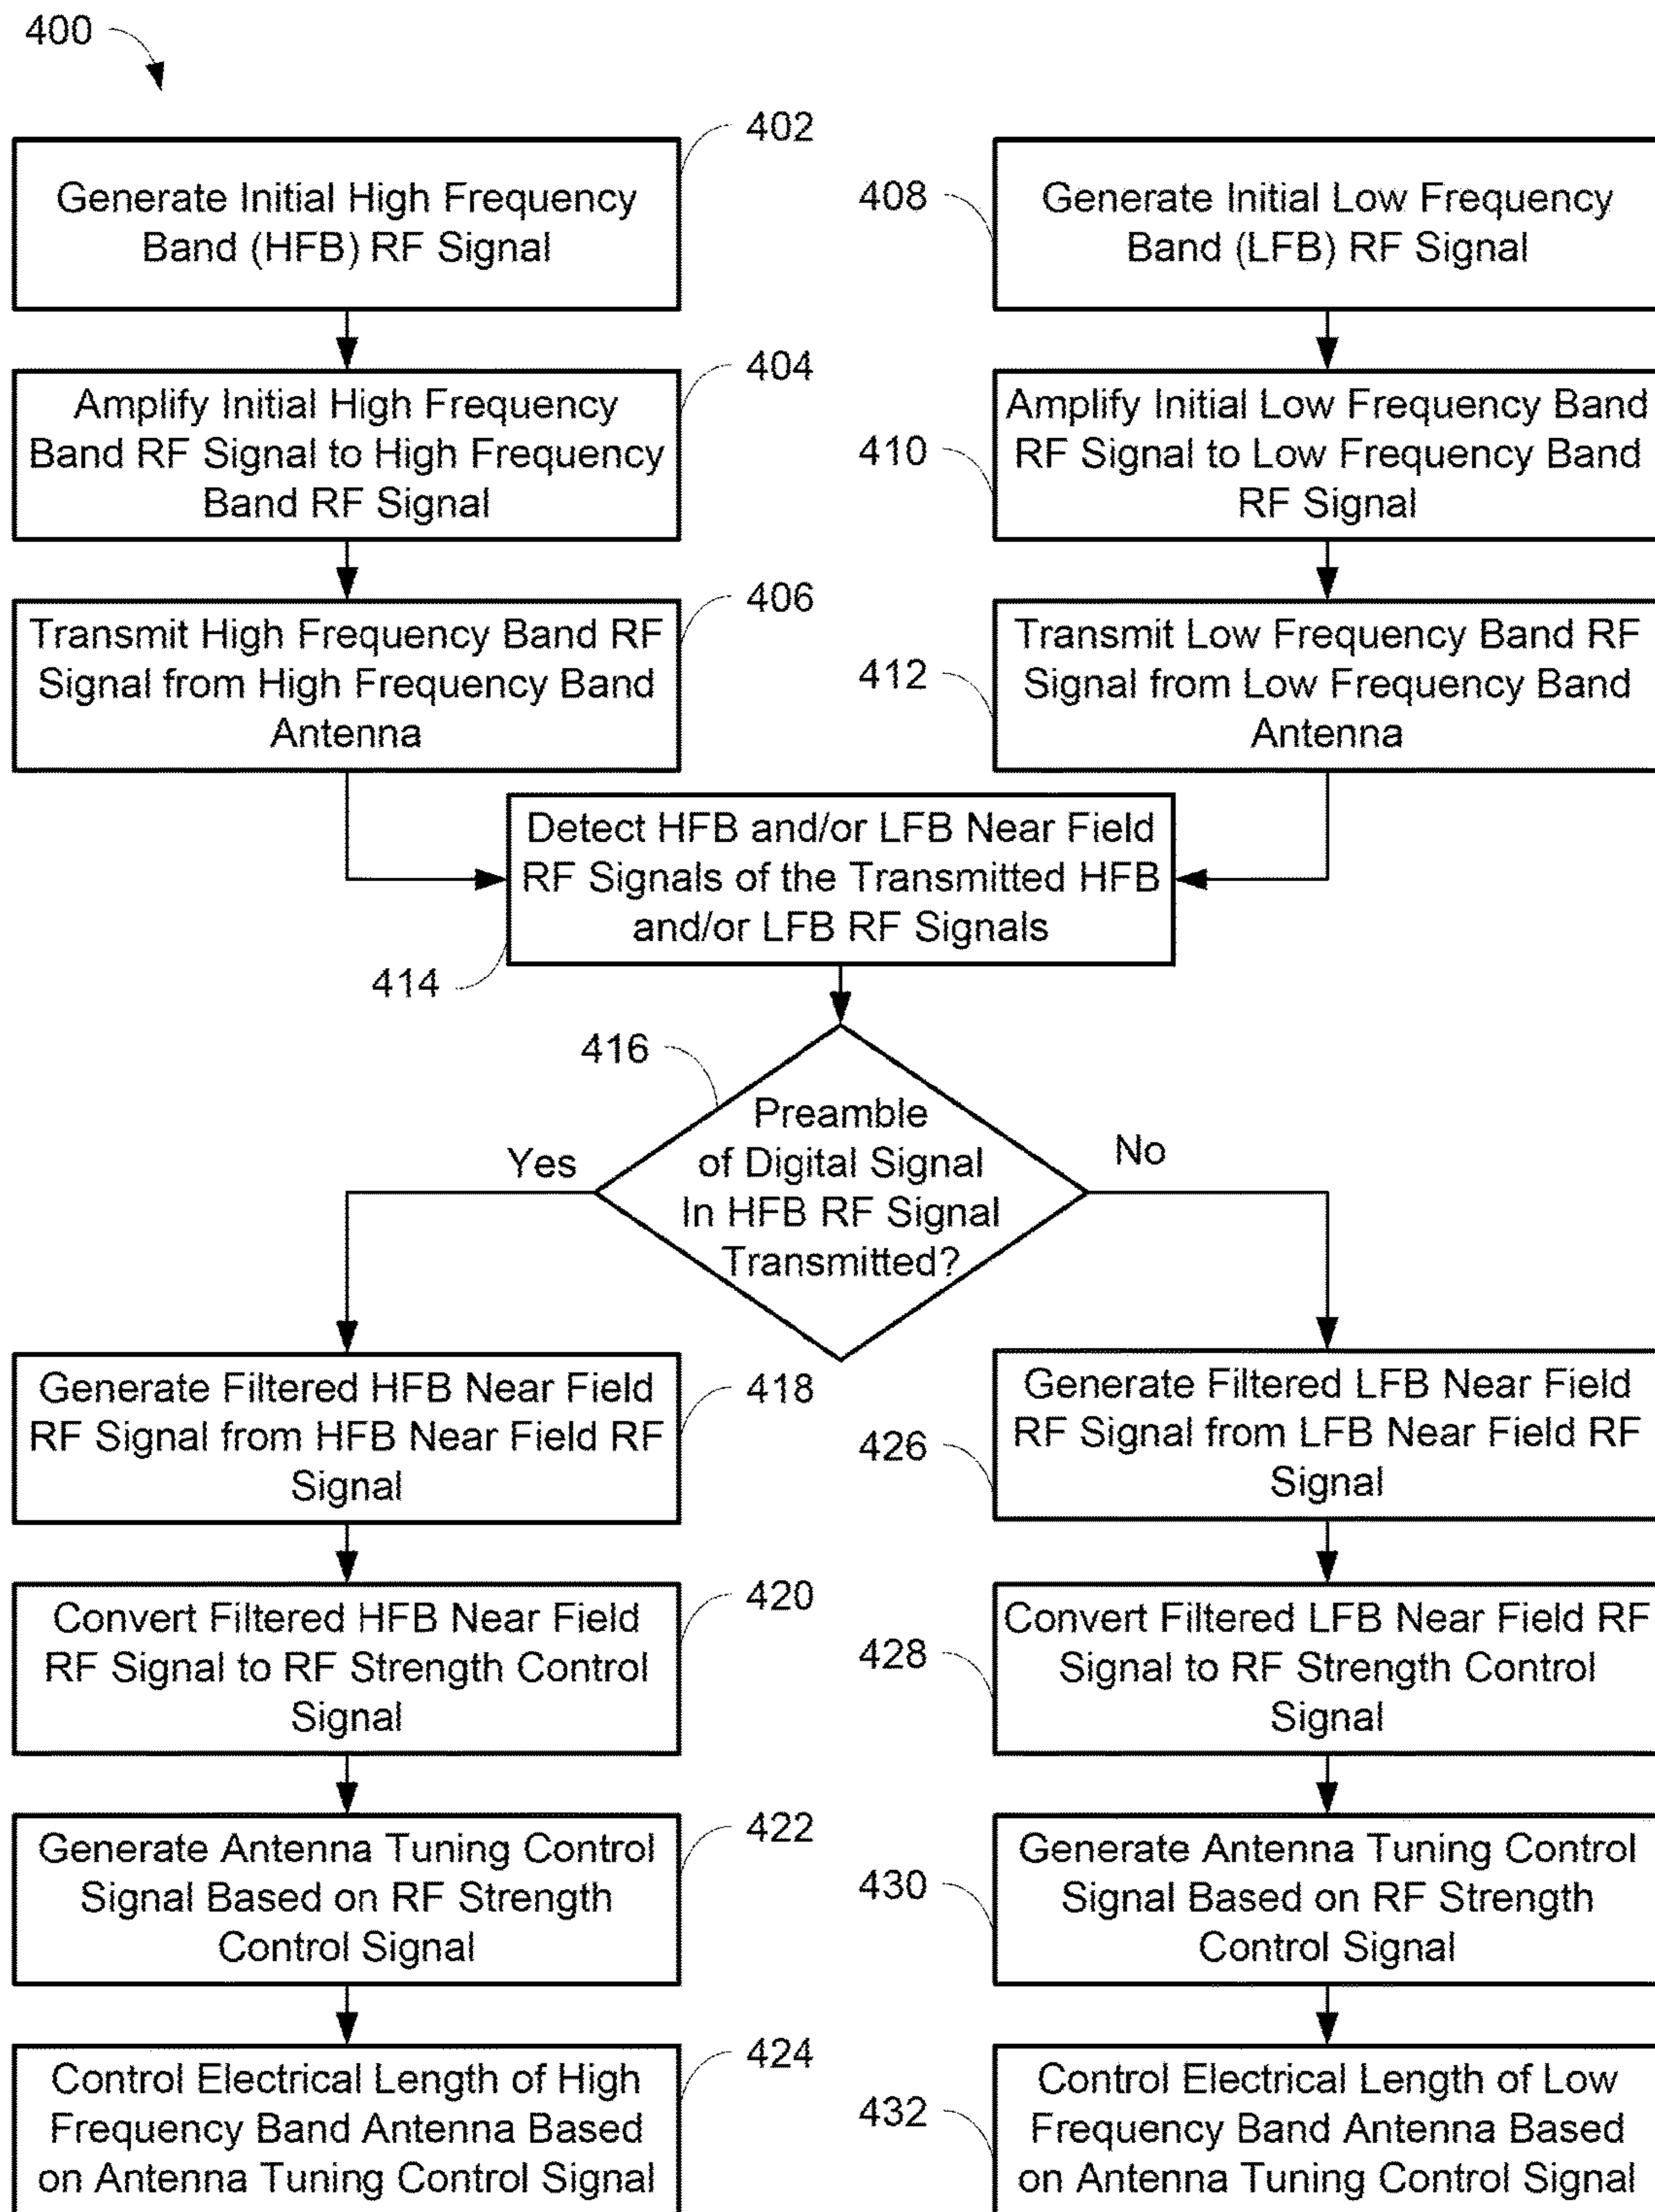 400
402
Generate Initial High Frequency
Band (HFB) RF Signal
404
Amplify Initial High Frequency
Band RF Signal to High Frequency
Band RF Signal
406
Transmit High Frequency Band RF
Signal from High Frequency Band
Antenna
408
Generate Initial Low Frequency
Band (LFB) RF Signal
410
Amplify Initial Low Frequency Band
RF Signal to Low Frequency Band
RF Signal
412
Transmit Low Frequency Band RF
Signal from Low Frequency Band
Antenna
Detect HFB and/or LFB Near Field
RF Signals of the Transmitted HFB
and/or LFB RF Signals
414
416
Preamble
of Digital Signal
In HFB RF Signal
Transmitted?
Yes
No
Generate Filtered HFB Near Field
RF Signal from HFB Near Field RF
Signal
418
Convert Filtered HFB Near Field
RF Signal to RF Strength Control
Signal
420
Generate Antenna Tuning Control
Signal Based on RF Strength
Control Signal
422
Control Electrical Length of High
Frequency Band Antenna Based
on Antenna Tuning Control Signal
424
Generate Filtered LFB Near Field
RF Signal from LFB Near Field RF
Signal
426
Convert Filtered LFB Near Field RF
Signal to RF Strength Control
Signal
428
Generate Antenna Tuning Control
Signal Based on RF Strength
Control Signal
430
Control Electrical Length of Low
Frequency Band Antenna Based
on Antenna Tuning Control Signal
432